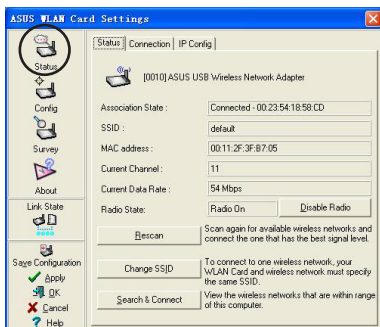 ASUS WLAN Card Settings
Status
Config
Survey
About
Link State
Save Configuration
Apply
OK
Cancel
Help
Status Connection IP Config
[0010] ASUS USB Wireless Network Adapter
Association State : Connected - 00:23:54:18:58:CD
SSID : default
MAC address : 00:11:2F:3F:B7:05
Current Channel : 11
Current Data Rate : 54 Mbps
Radio State: Radio On Disable Radio
Rescan
Scan again for available wireless networks and
connect the one that has the best signal level.
Change SSID
To connect to one wireless network, your
WLAN Card and wireless network must specify
the same SSID.
Search & Connect
View the wireless networks that are within range
of this computer.